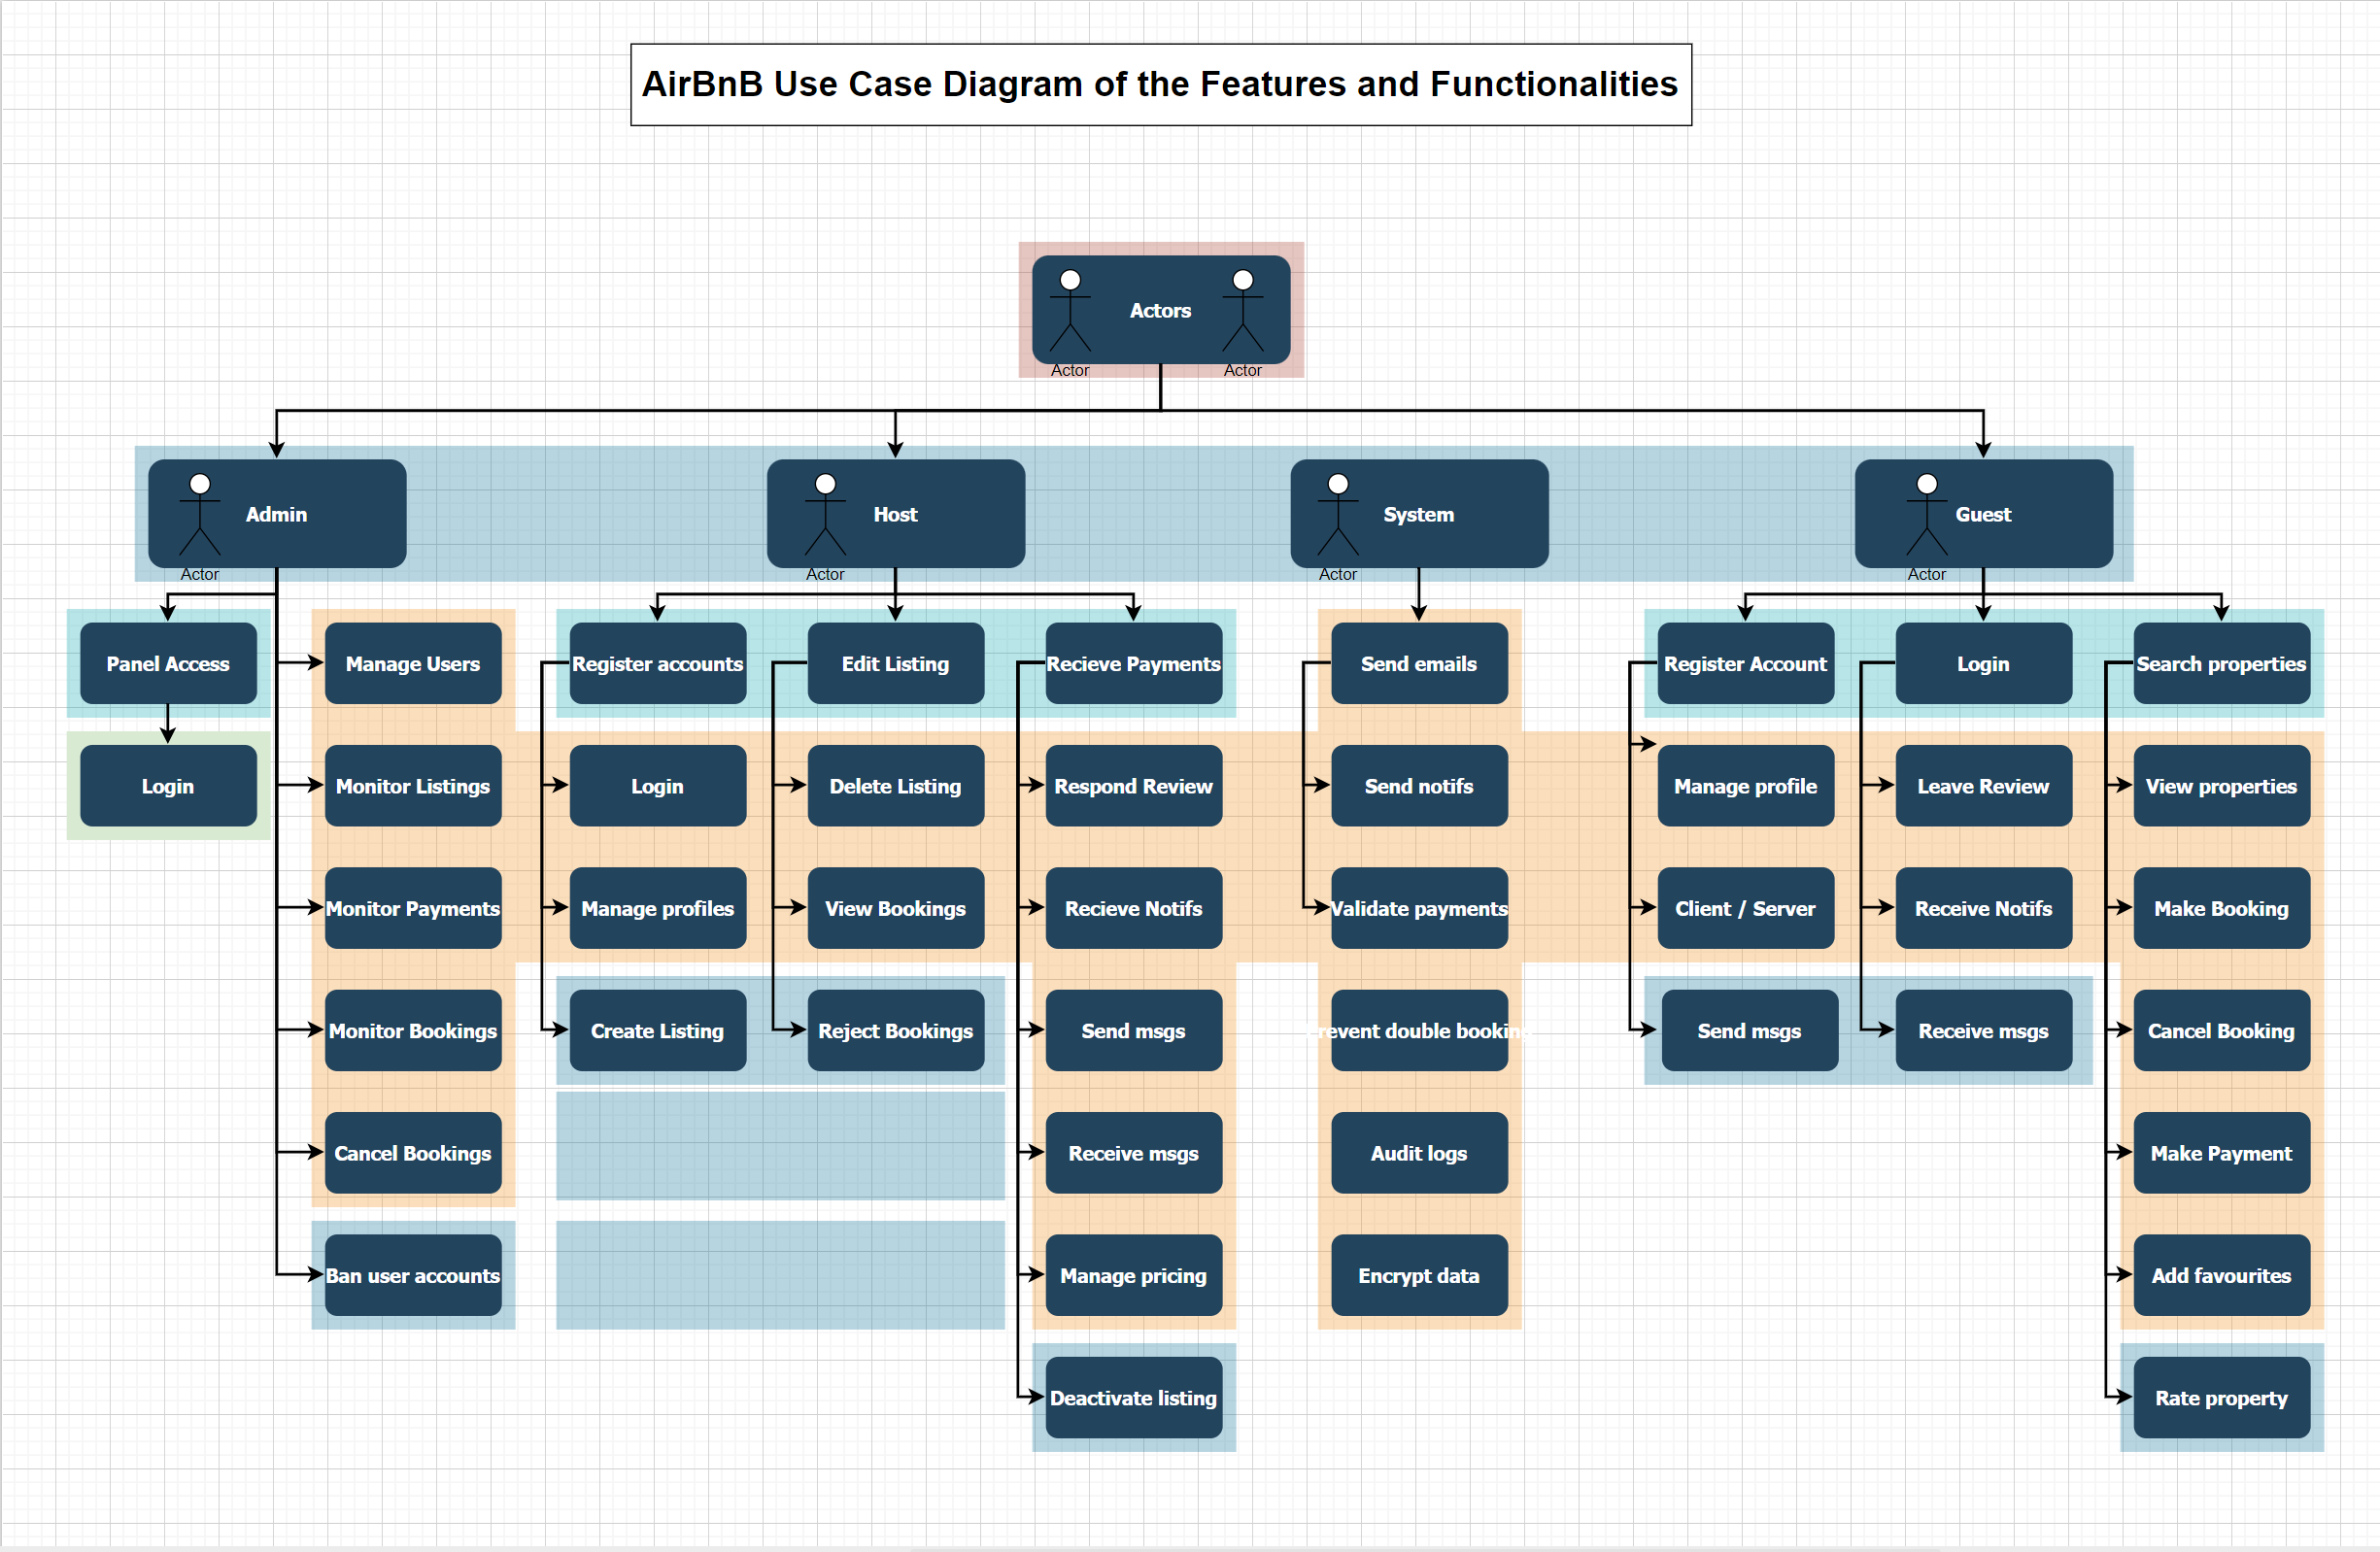 AirBnB Use Case Diagram of the Features and Functionalities
Actors
Actor
Actor
Admin
Actor
Host
Actor
System
Actor
Guest
Actor
Panel Access
Manage Users
Register accounts
Edit Listing
Recieve Payments
Send emails
Register Account
Login
Search properties
Login
Monitor Listings
Login
Delete Listing
Respond Review
Send notifs
Manage profile
Leave Review
View properties
Monitor Payments
Manage profiles
View Bookings
Recieve Notifs
Validate payments
Client / Server
Receive Notifs
Make Booking
Monitor Bookings
Create Listing
Reject Bookings
Send msgs
revent double bookin
Send msgs
Receive msgs
Cancel Booking
Cancel Bookings
Receive msgs
Audit logs
Make Payment
Ban user accounts
Manage pricing
Encrypt data
Add favourites
Deactivate listing
Rate property